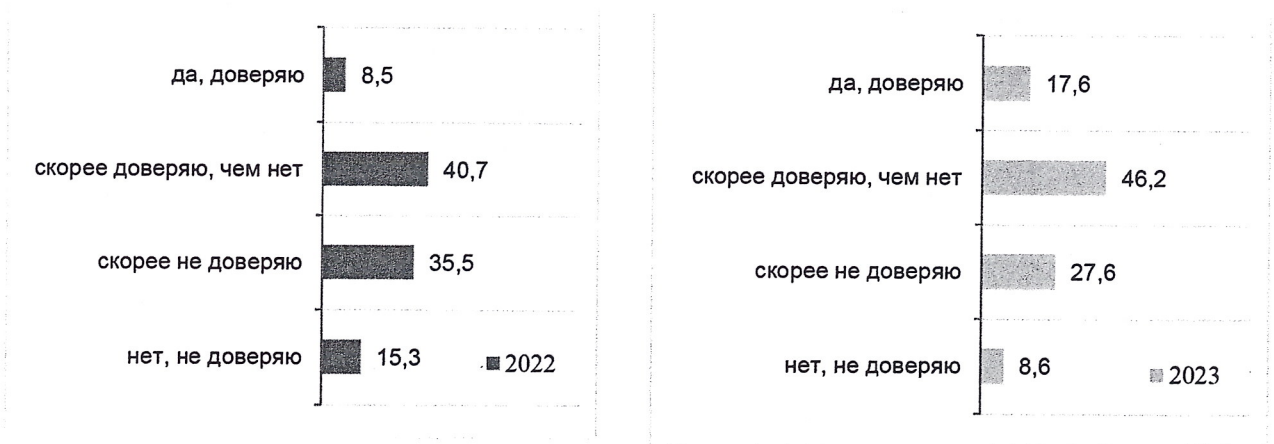 да, доверяю 8,5
скорее доверяю, чем нет 40,7
скорее не доверяю 35,5
нет, не доверяю 15,3
2022
да, доверяю 17,6
скорее доверяю, чем нет 46,2
скорее не доверяю 27,6
нет, не доверяю 8,6
2023